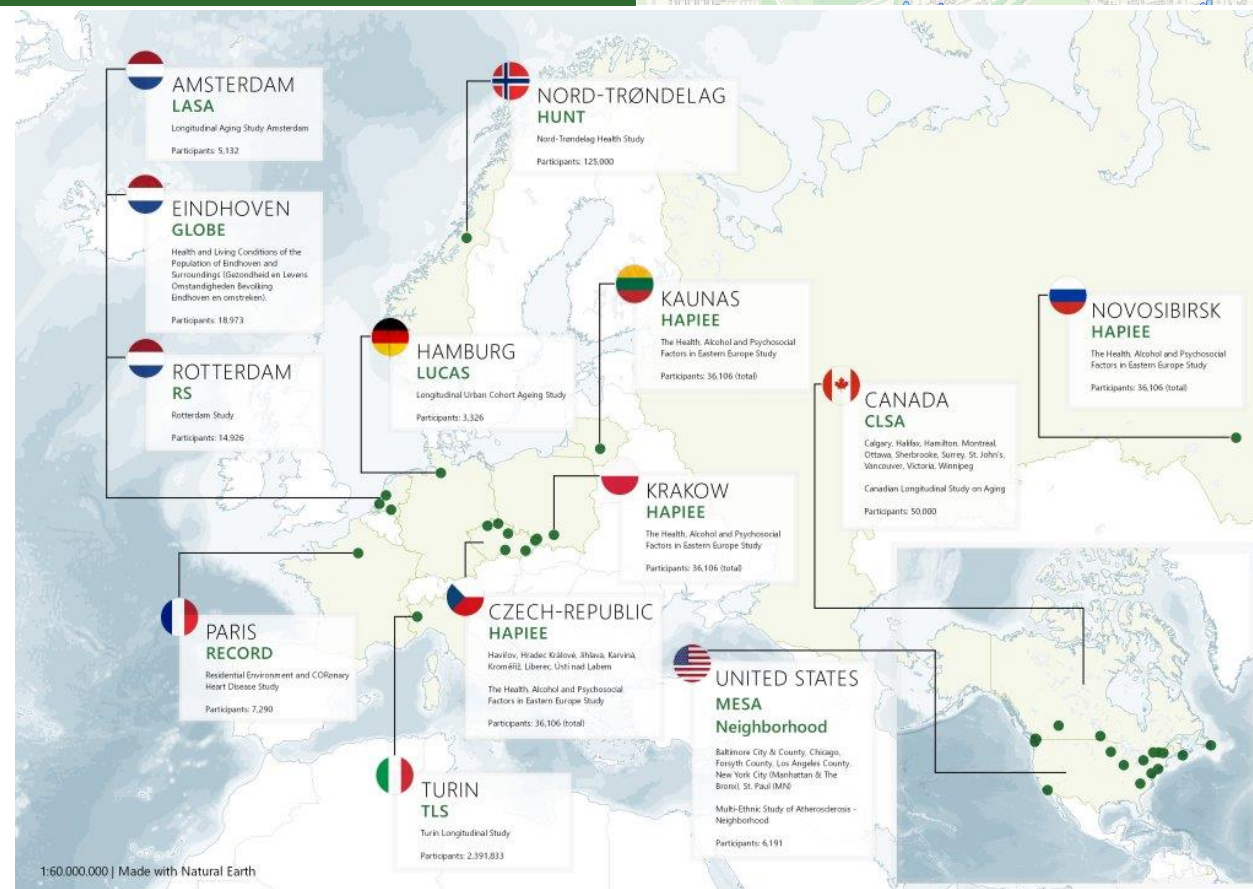 AMSTERDAM
LASA
Longitudinal Aging Study Amsterdam
Participants: 5,132
EINDHOVEN
GLOBE
Health and Living Conditions of the
Population of Eindhoven and
Surroundings (Gezondheid en Levens
Omstandigheden Bevolking
Eindhoven en omstreken).
Participants: 18,973
ROTTERDAM
RS
Rotterdam Study
Participants: 14,926
NORD-TRØNDELAG
HUNT
Nord-Trøndelag Health Study
Participants: 125,000
HAMBURG
LUCAS
Longitudinal Urban Cohort Ageing Study
Participants: 3,326
KAUNAS
HAPIEE
The Health, Alcohol and Psychosocial
Factors in Eastern Europe Study
Participants: 36,106 (total)
NOVOSIBIRSK
HAPIEE
The Health, Alcohol and Psychosocial
Factors in Eastern Europe Study
Participants: 36,106 (total)
CANADA
CLSA
Calgary, Halifax, Hamilton, Montréal,
Ottawa, Sherbrooke, Surrey, St. John's,
Vancouver, Victoria, Winnipeg
Canadian Longitudinal Study on Aging
Participants: 50,000
KRAKOW
HAPIEE
The Health, Alcohol and Psychosocial
Factors in Eastern Europe Study
Participants: 36,106 (total)
PARIS
RECORD
Residential Environment and CORonary
Heart Disease Study
Participants: 7,290
CZECH-REPUBLIC
HAPIEE
Havířov, Hradec Králové, Jihlava, Karviná,
Kroměříž, Liberec, Ústí nad Labem
The Health, Alcohol and Psychosocial
Factors in Eastern Europe Study
Participants: 36,106 (total)
UNITED STATES
MESA
Neighborhood
Baltimore City & County, Chicago,
Forsyth County, Los Angeles County,
New York City (Manhattan & The
Bronx), St. Paul (MN)
Multi-Ethnic Study of Atherosclerosis -
Neighborhood
Participants: 6,191
TURIN
TLS
Turin Longitudinal Study
Participants: 2,391,833
1:60.000.000 | Made with Natural Earth